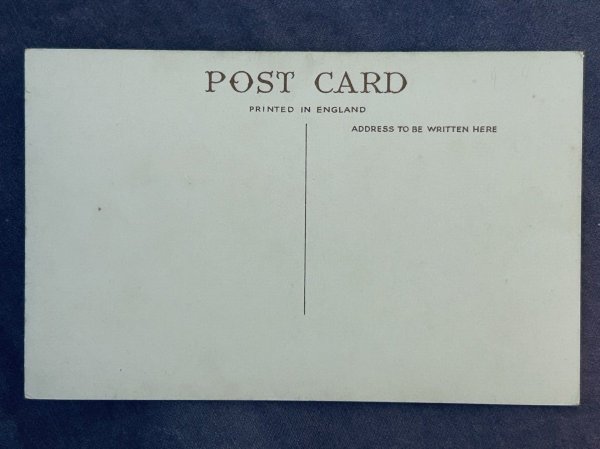 POST CARD
PRINTED IN ENGLAND
ADDRESS TO BE WRITTEN HERE